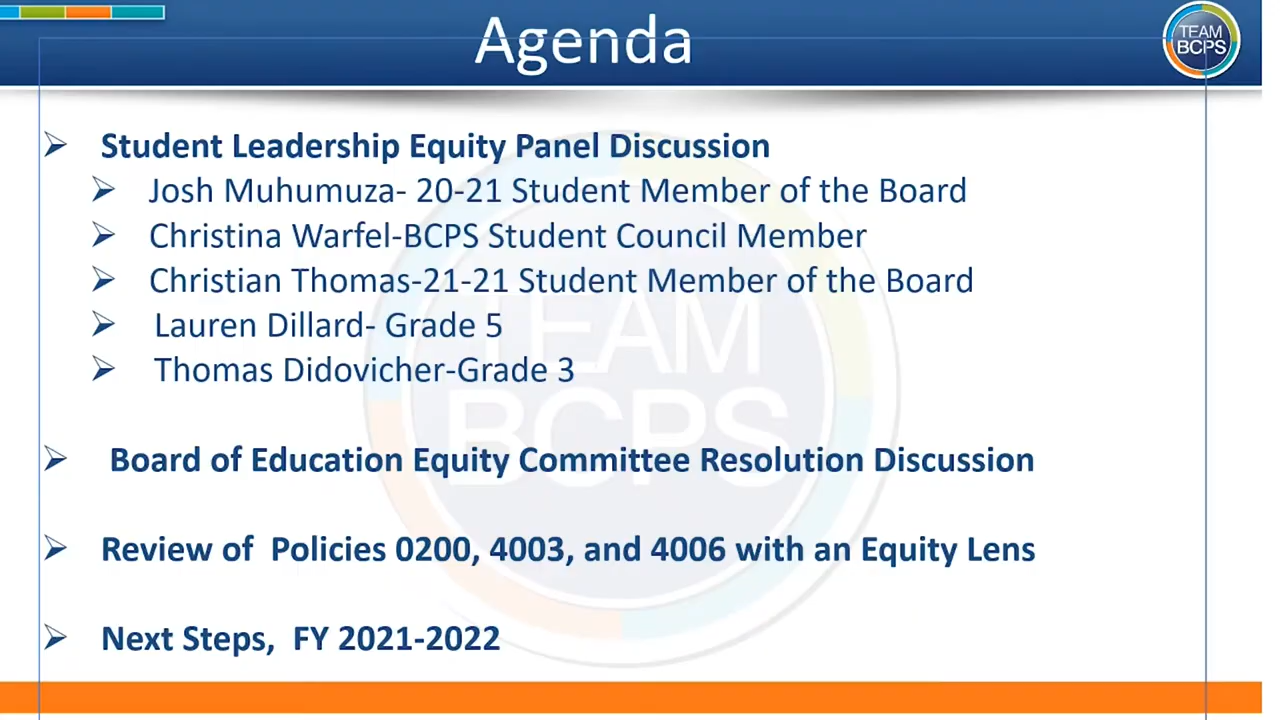 Agenda
TEAM
BCPS
Student Leadership Equity Panel Discussion
Josh Muhumuza- 20-21 Student Member of the Board
Christina Warfel-BCPS Student Council Member
Christian Thomas-21-21 Student Member of the Board
Lauren Dillard- Grade 5
Thomas Didovicher-Grade 3
TEAM
BCPS
Board of Education Equity Committee Resolution Discussion
Review of  Policies 0200, 4003, and 4006 with an Equity Lens
Next Steps,  FY 2021-2022